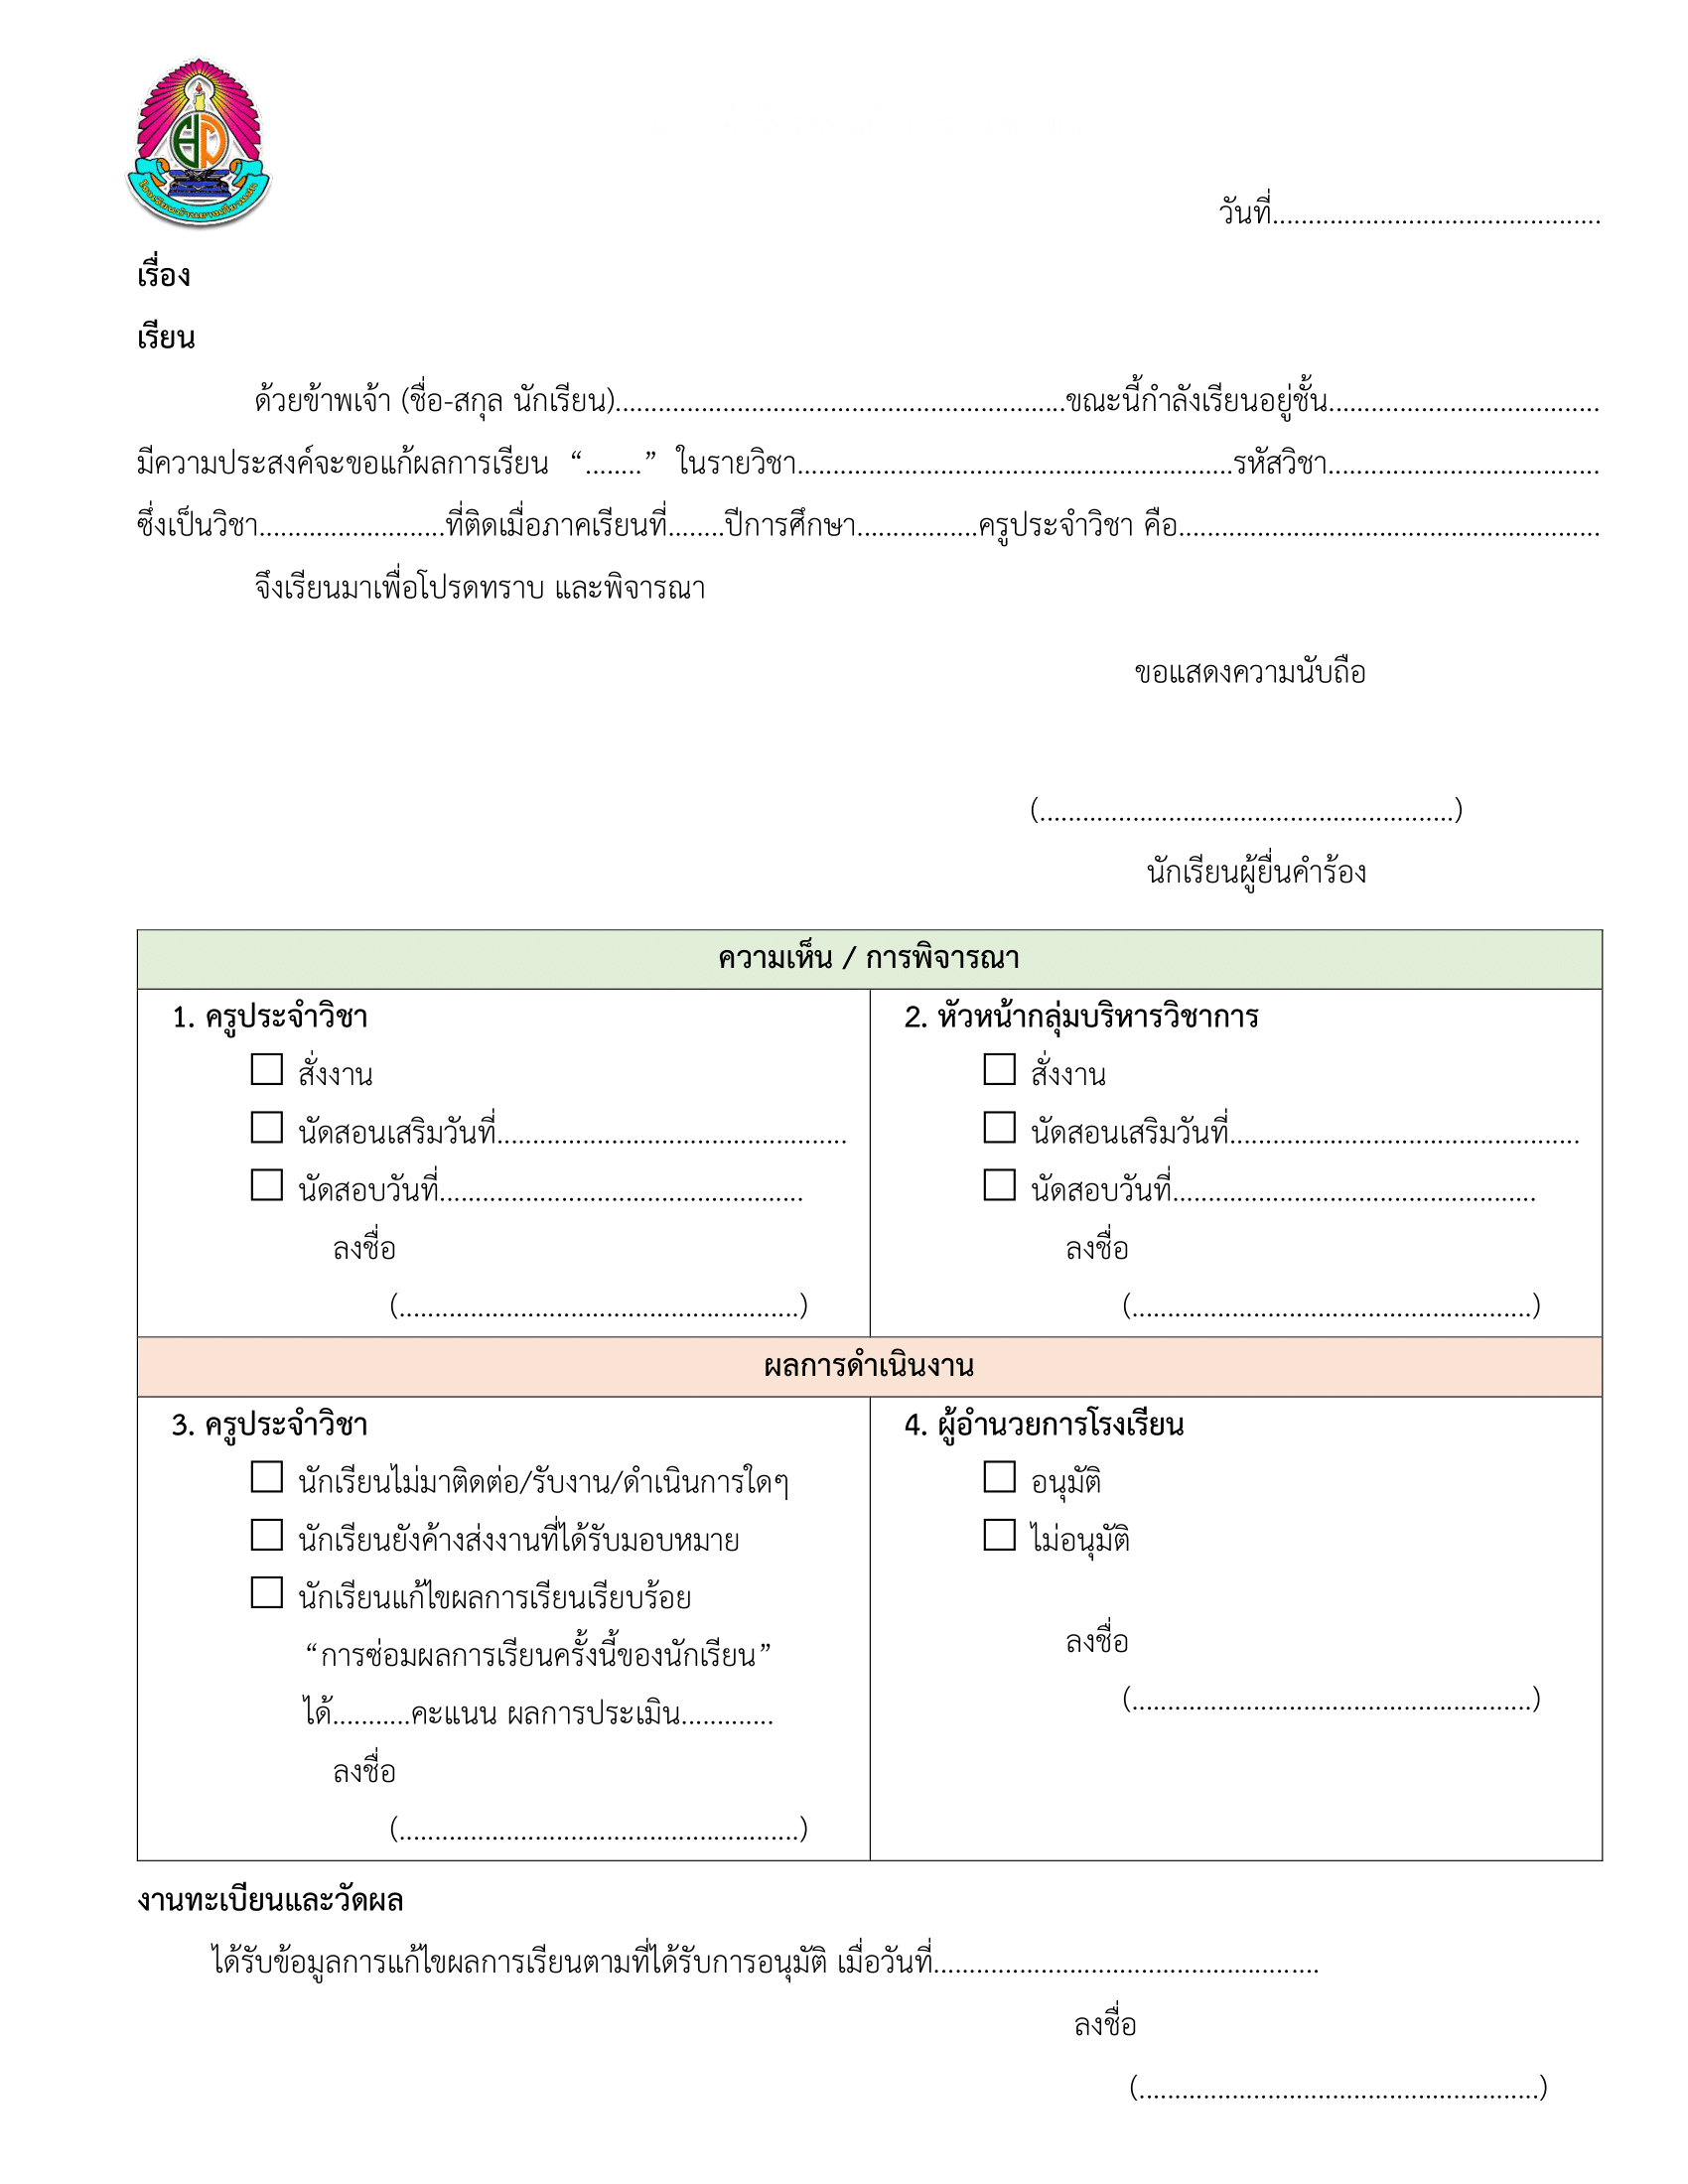 วันที่..............................................
เรื่อง
เรียน
ด้วยข้าพเจ้า (ชื่อ-สกุล นักเรียน)...............................................................ขณะนี้กำลังเรียนอยู่ชั้น......................................
มีความประสงค์จะขอแก้ผลการเรียน “........” ในรายวิชา.............................................................รหัสวิชา......................................
ซึ่งเป็นวิชา..........................ที่ติดเมื่อภาคเรียนที่........ปีการศึกษา.................ครูประจำวิชา คือ...........................................................
จึงเรียนมาเพื่อโปรดทราบ และพิจารณา
ขอแสดงความนับถือ
(..........................................................)
นักเรียนผู้ยื่นคำร้อง
ความเห็น / การพิจารณา
1. ครูประจำวิชา
☐ สั่งงาน
☐ นัดสอนเสริมวันที่.................................................
☐ นัดสอบวันที่...................................................
ลงชื่อ
(........................................................)
2. หัวหน้ากลุ่มบริหารวิชาการ
☐ สั่งงาน
☐ นัดสอนเสริมวันที่.................................................
☐ นัดสอบวันที่...................................................
ลงชื่อ
(........................................................)
ผลการดำเนินงาน
3. ครูประจำวิชา
☐ นักเรียนไม่มาติดต่อ/รับงาน/ดำเนินการใดๆ
☐ นักเรียนยังค้างส่งงานที่ได้รับมอบหมาย
☐ นักเรียนแก้ไขผลการเรียนเรียบร้อย
“การซ่อมผลการเรียนครั้งนี้ของนักเรียน”
ได้...........คะแนน ผลการประเมิน.............
ลงชื่อ
(........................................................)
4. ผู้อำนวยการโรงเรียน
☐ อนุมัติ
☐ ไม่อนุมัติ
ลงชื่อ
(........................................................)
งานทะเบียนและวัดผล
ได้รับข้อมูลการแก้ไขผลการเรียนตามที่ได้รับการอนุมัติ เมื่อวันที่......................................................
ลงชื่อ
(........................................................)